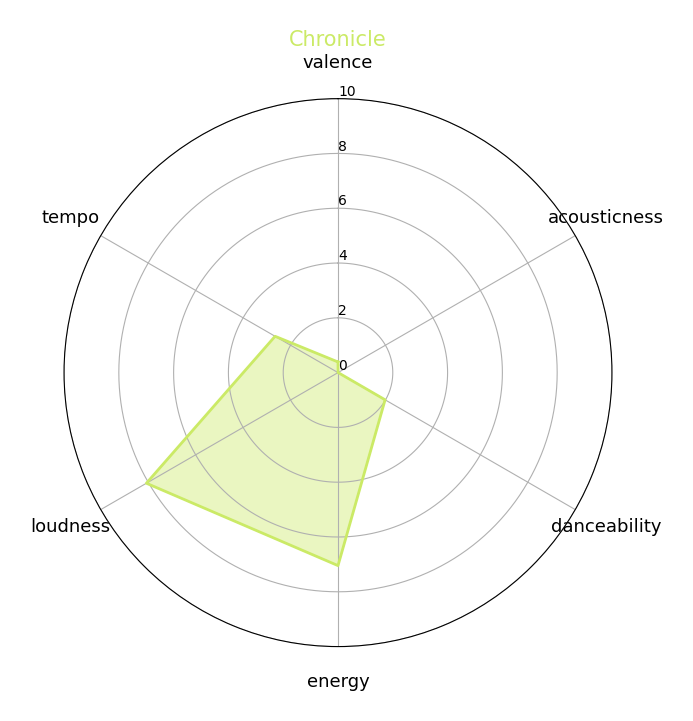 Chronicle
valence
10
8
tempo
6
acousticness
4
2
0
loudness
danceability
energy